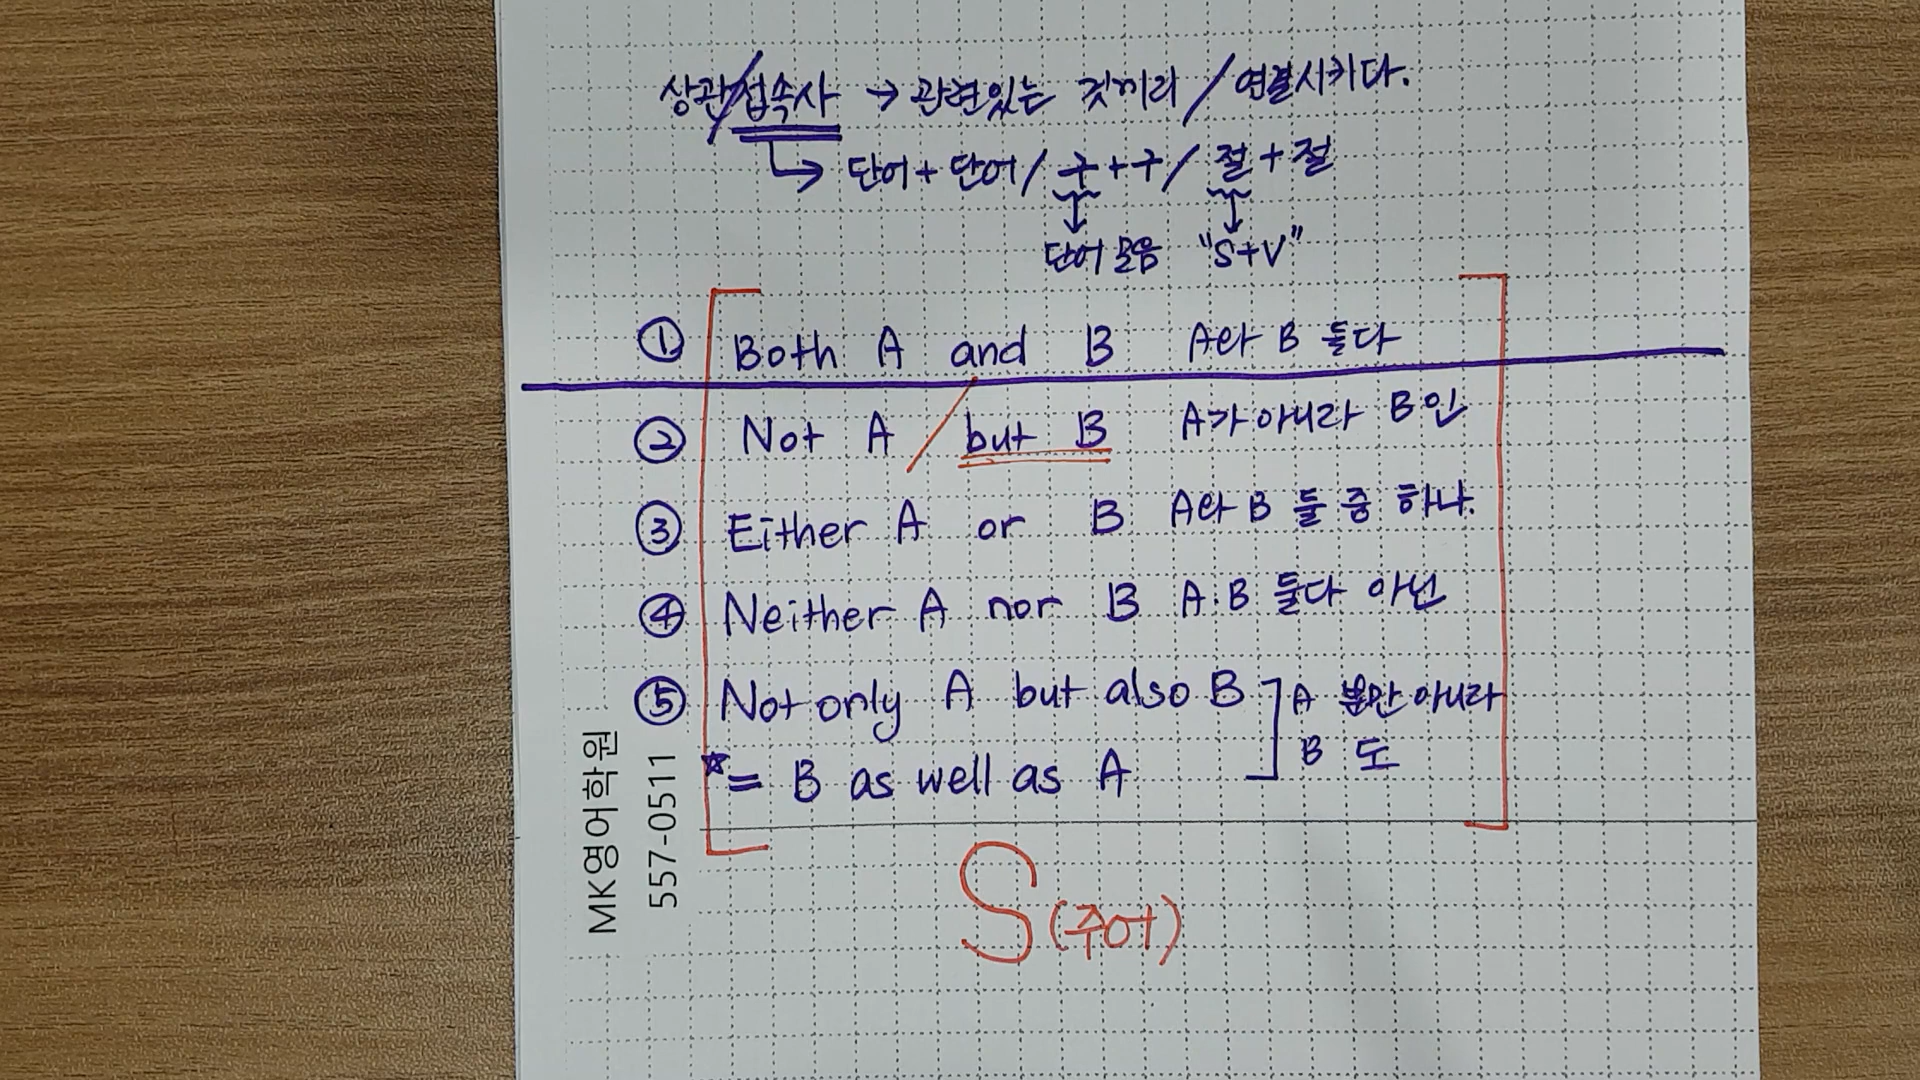 상관/접속사 → 관련있는 것끼리 / 연결시키다.
→ 단어 + 단어 / 구 + 구 / 절 + 절
단어 모음 "S+V"
① Both A and B A와 B 둘다
② Not A / but B A가 아니라 B인
③ Either A or B A와 B 둘 중 하나.
④ Neither A nor B A.B 둘다 아닌
⑤ Not only A but also B A 뿐만 아니라
☆= B as well as A B 도
S (주어)
MK영어학원
557-0511